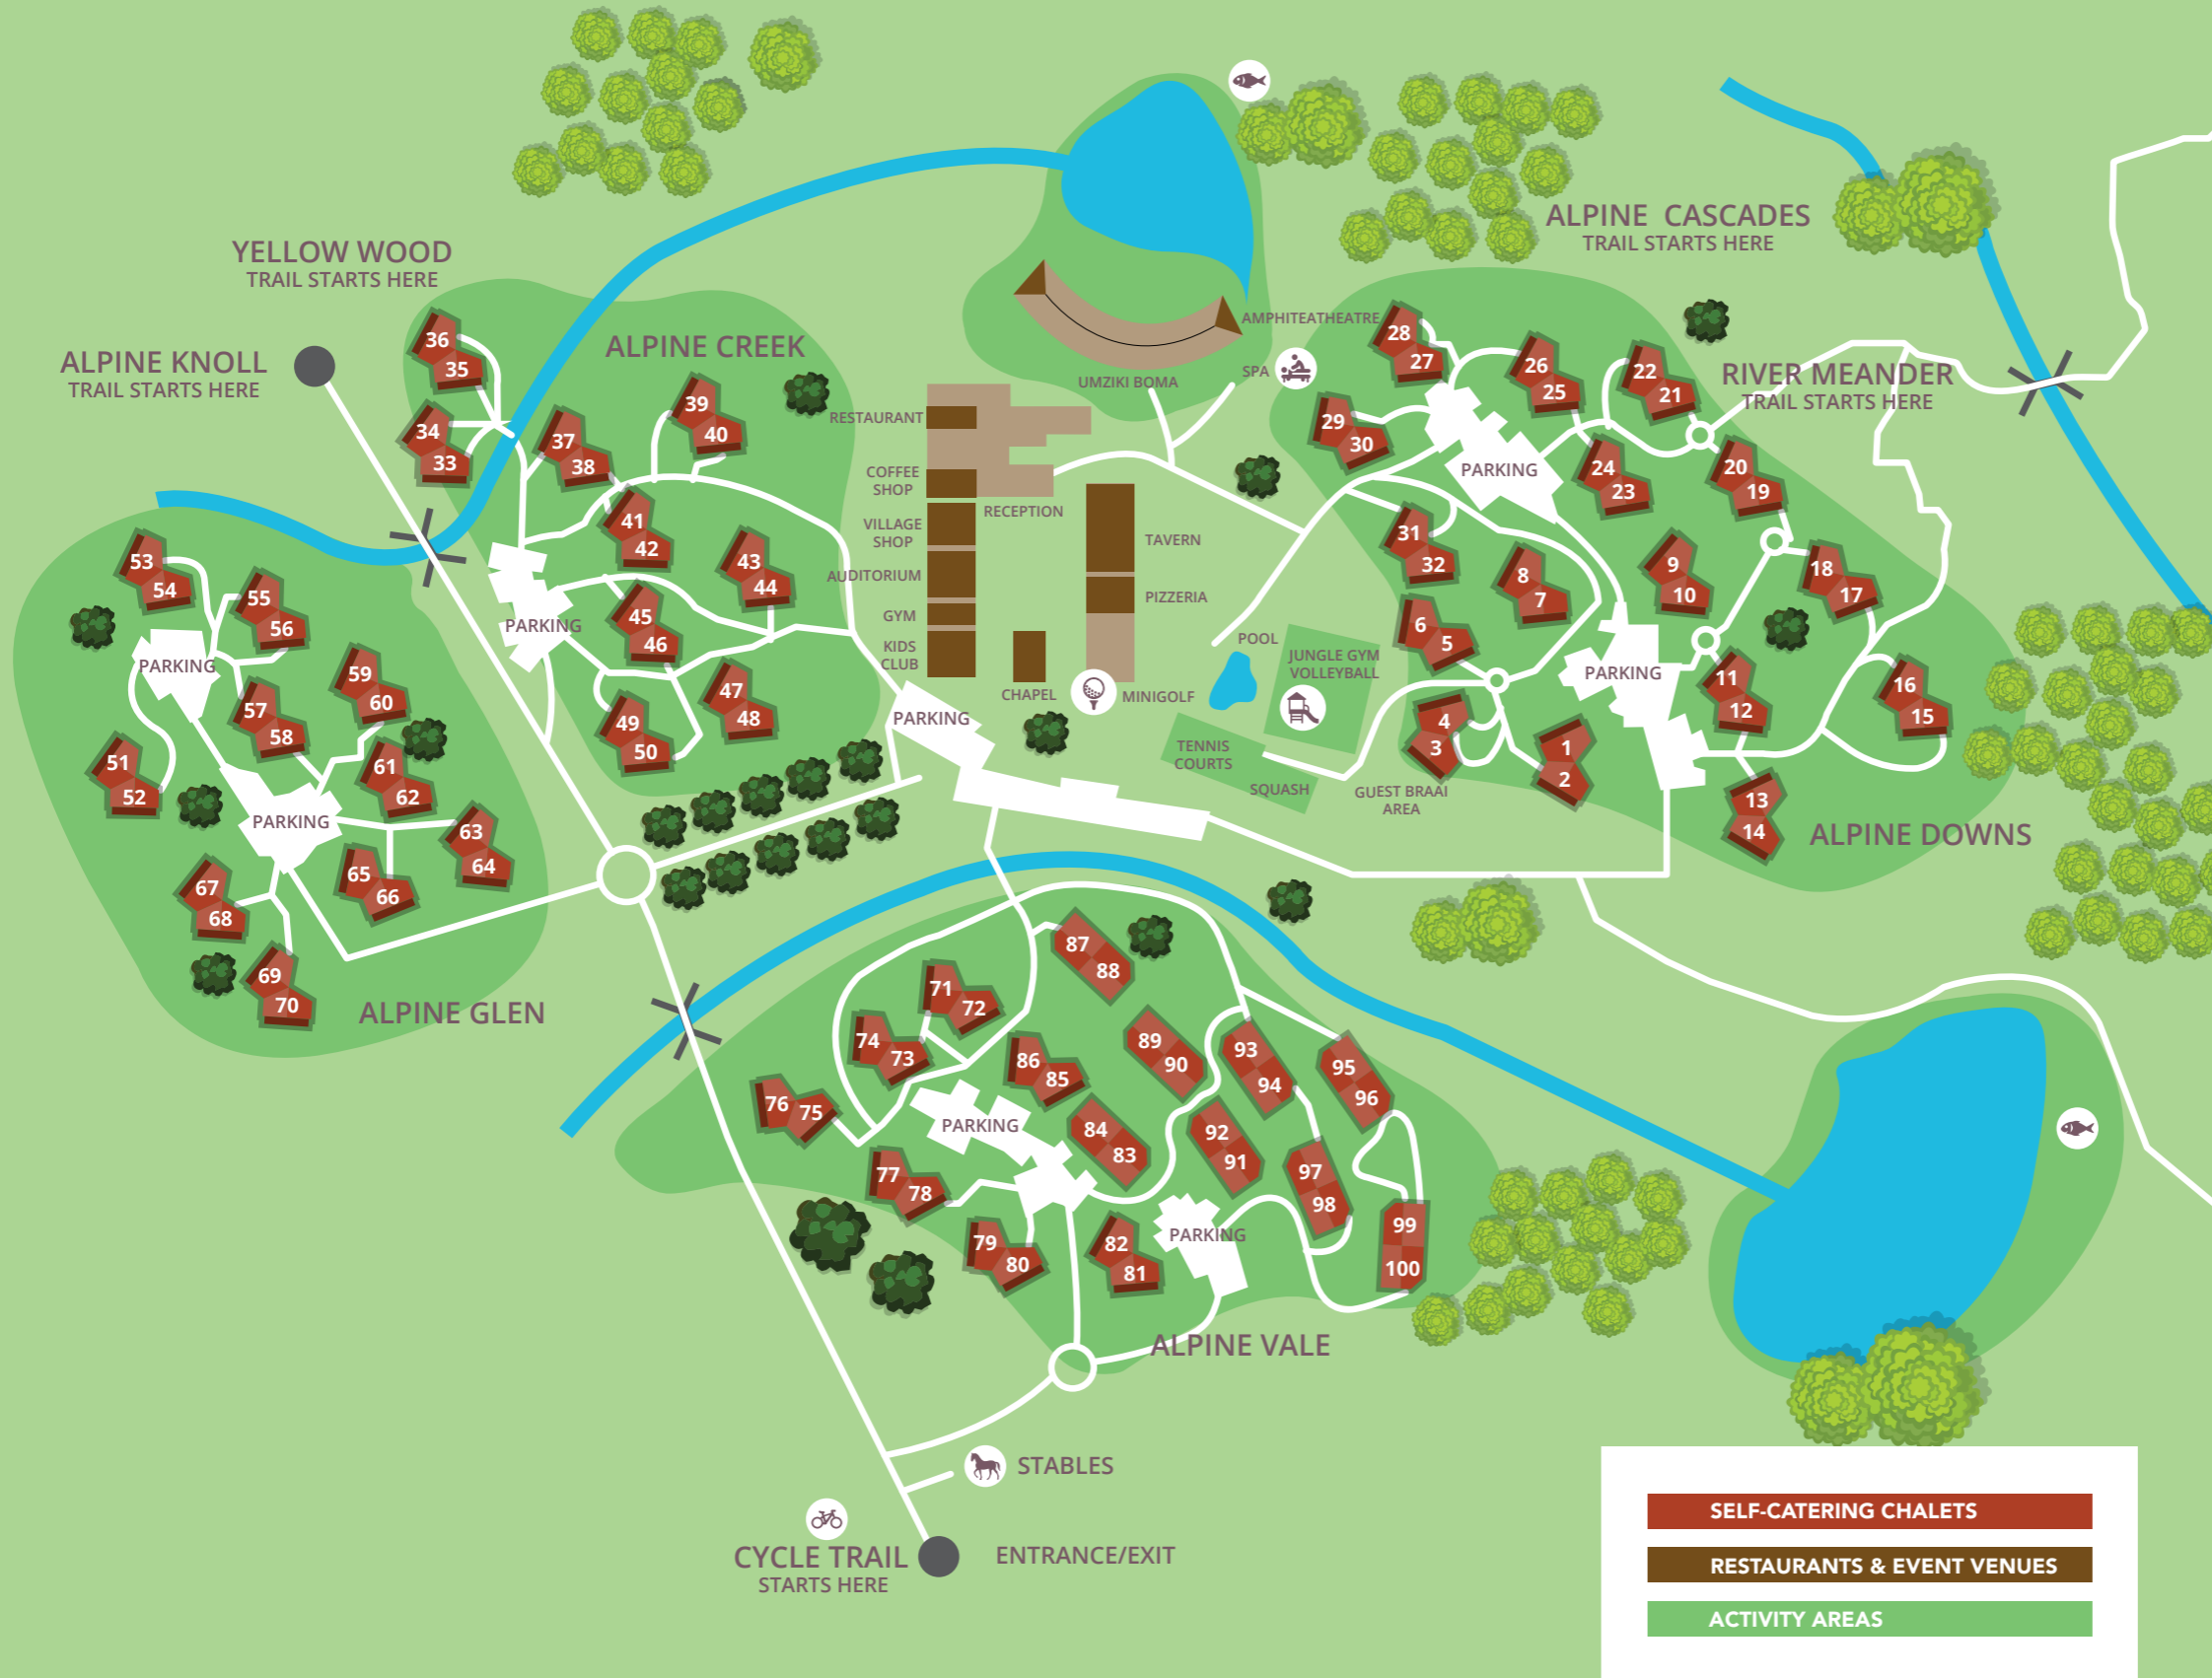 YELLOW WOOD
TRAIL STARTS HERE
ALPINE KNOLL
TRAIL STARTS HERE
ALPINE CREEK
36
35
34
33
37
38
39
40
41
42
43
44
45
46
47
48
49
50
PARKING
53
54
55
56
PARKING
59
60
57
58
51
52
61
62
PARKING
63
64
65
66
67
68
69
70
ALPINE GLEN
RESTAURANT
COFFEE
SHOP
RECEPTION
VILLAGE
SHOP
AUDITORIUM
GYM
KIDS
CLUB
CHAPEL
TAVERN
PIZZERIA
MINIGOLF
PARKING
UMZIKI BOMA
AMPHITEATHEATRE
SPA
POOL
JUNGLE GYM
VOLLEYBALL
TENNIS
COURTS
SQUASH
GUEST BRAAI
AREA
ALPINE CASCADES
TRAIL STARTS HERE
RIVER MEANDER
TRAIL STARTS HERE
28
27
26
25
22
21
29
30
PARKING
24
23
20
19
31
32
8
7
9
10
18
17
6
5
PARKING
11
12
16
15
4
3
1
2
13
14
ALPINE DOWNS
87
88
71
72
74
73
86
85
89
90
93
94
95
96
76
75
PARKING
84
83
92
91
77
78
97
98
79
80
82
81
PARKING
99
100
ALPINE VALE
STABLES
CYCLE TRAIL
STARTS HERE
ENTRANCE/EXIT
SELF-CATERING CHALETS
RESTAURANTS & EVENT VENUES
ACTIVITY AREAS